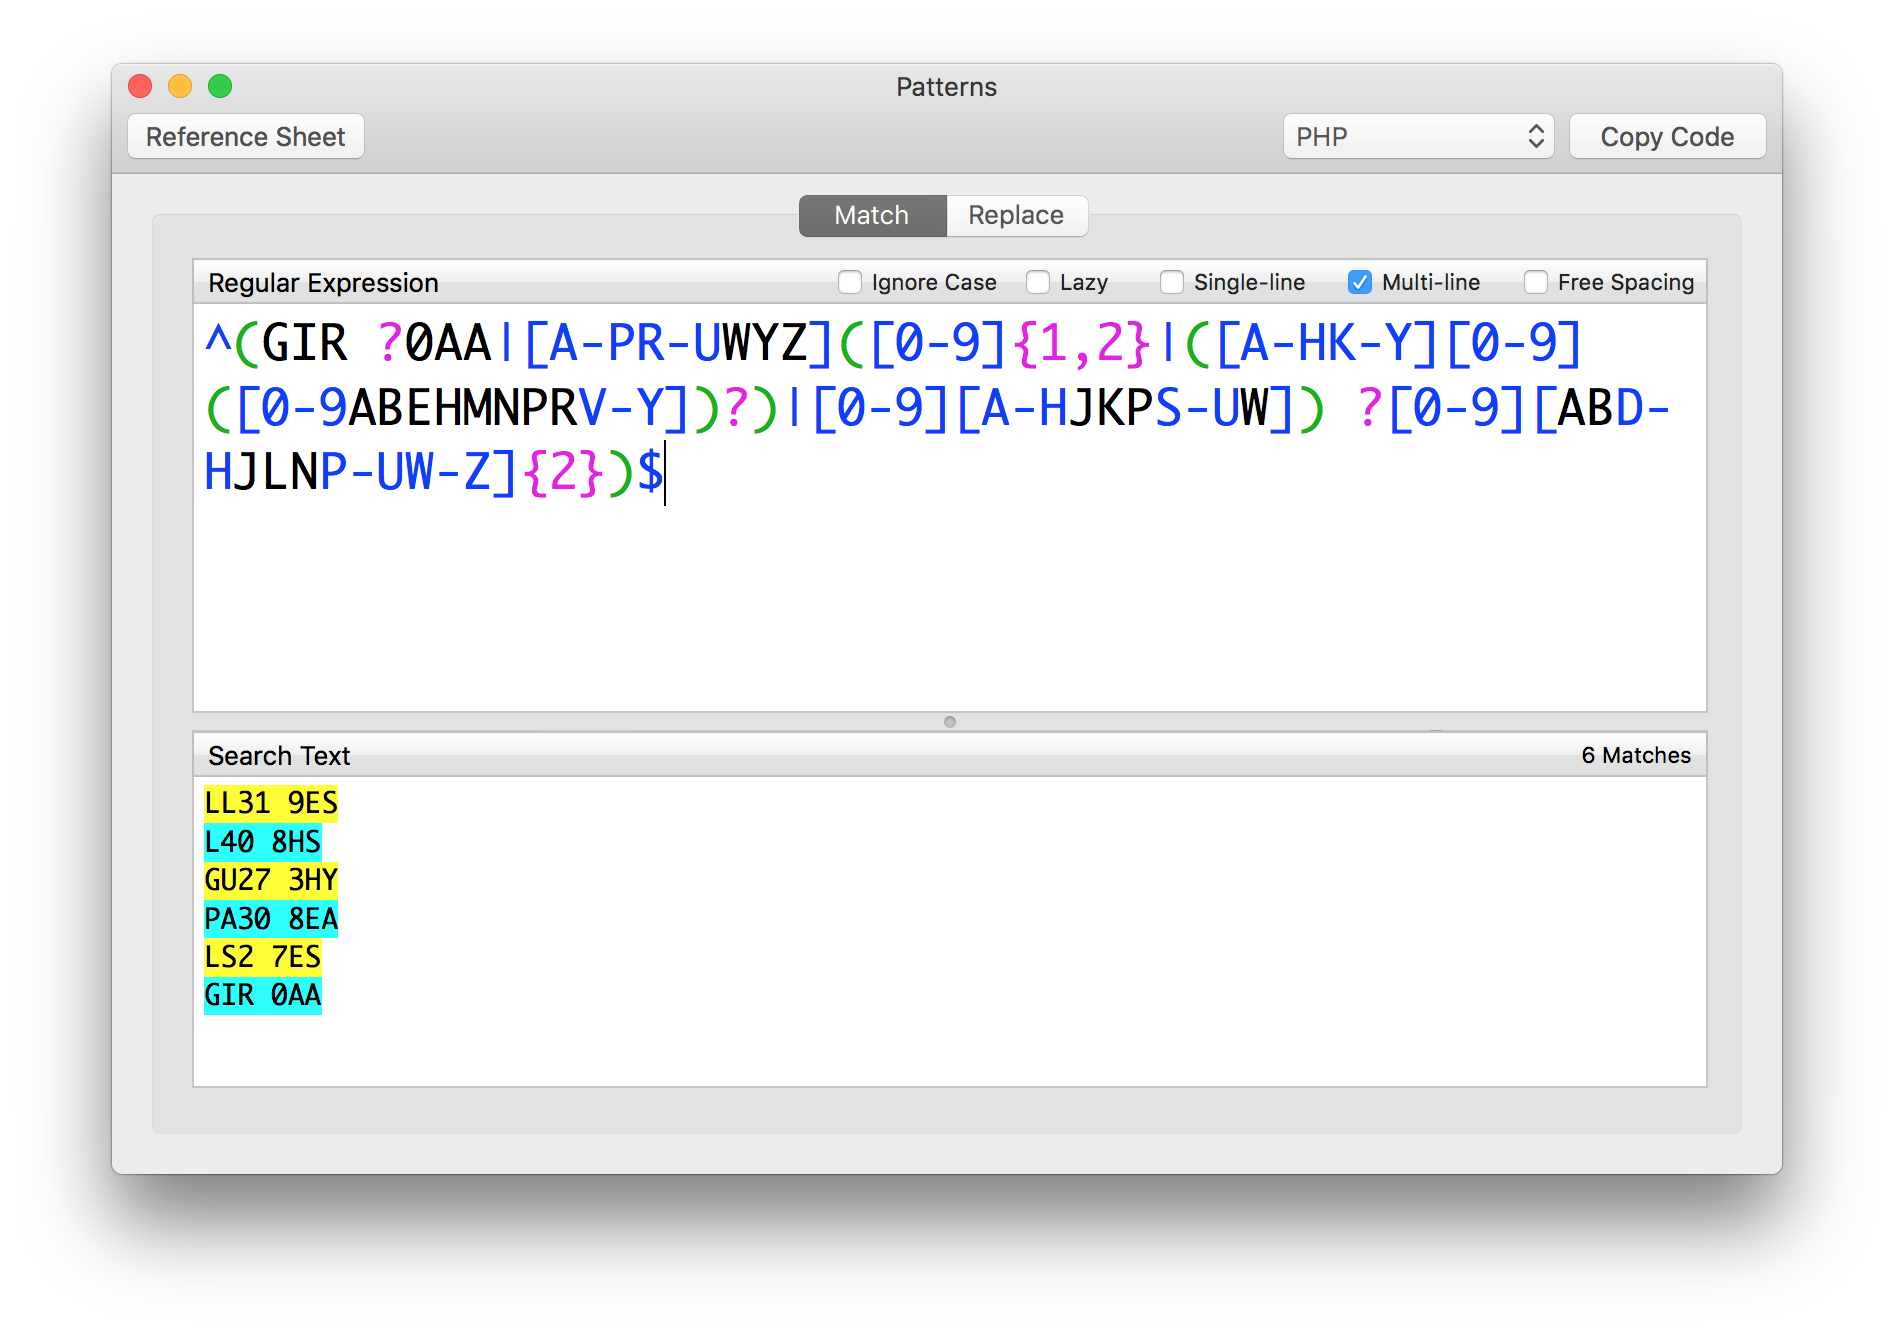 Patterns
Reference Sheet
PHP
Copy Code
Match
Replace
Regular Expression
Ignore Case
Lazy
Single-line
Multi-line
Free Spacing
^(GIR ?0AA|[A-PR-UWYZ]([0-9]{1,2}|([A-HK-Y][0-9]
([0-9ABEHMNPRV-Y])?)|[0-9][A-HJKPS-UW]) ?[0-9][ABD-
HJLNP-UW-Z]{2})$
Search Text
6 Matches
LL31 9ES
L40 8HS
GU27 3HY
PA30 8EA
LS2 7ES
GIR 0AA